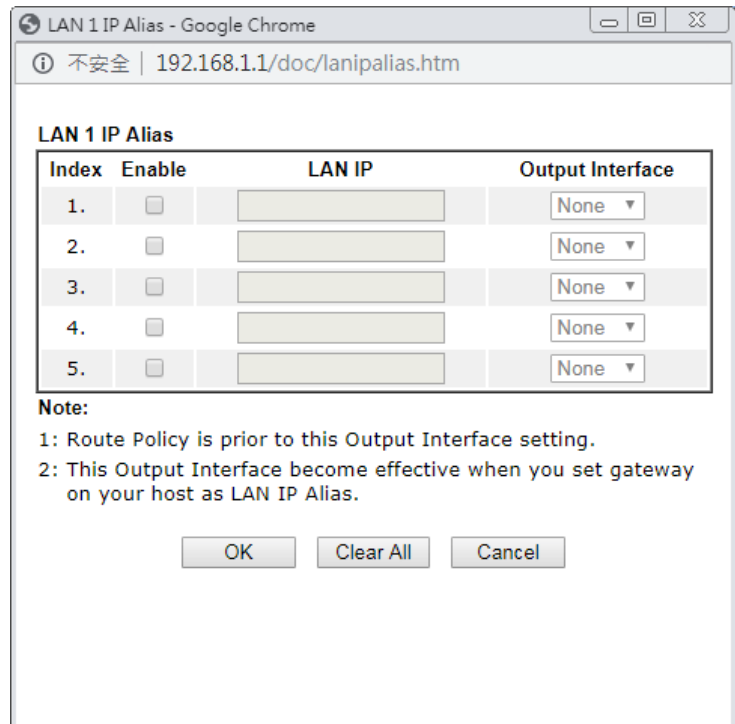 LAN 1 IP Alias - Google Chrome
不安全 | 192.168.1.1/doc/lanipalias.htm
LAN 1 IP Alias
Index Enable LAN IP Output Interface
1. None
2. None
3. None
4. None
5. None
Note:
1: Route Policy is prior to this Output Interface setting.
2: This Output Interface become effective when you set gateway
on your host as LAN IP Alias.
OK Clear All Cancel